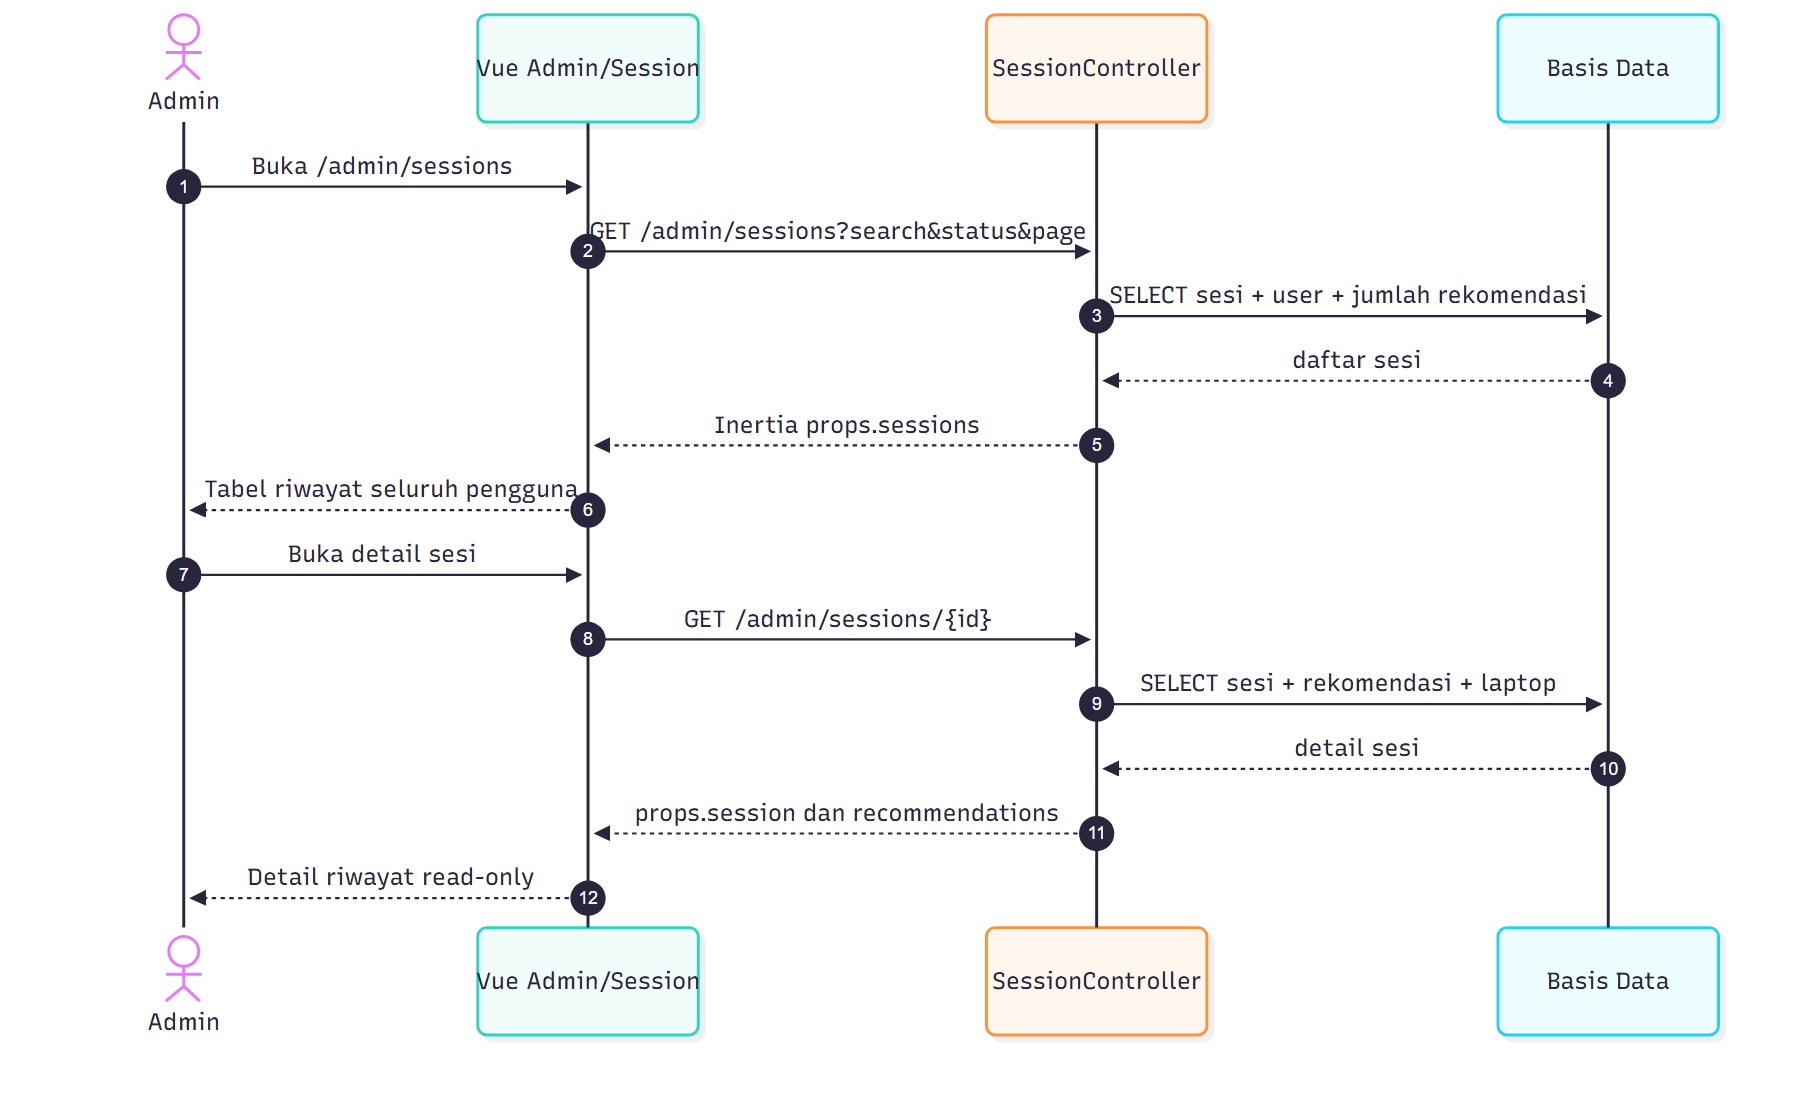 Admin
Vue Admin/Session
SessionController
Basis Data
Buka /admin/sessions
1
GET /admin/sessions?search&status&page
2
SELECT sesi + user + jumlah rekomendasi
3
daftar sesi
4
Inertia props.sessions
5
Tabel riwayat seluruh pengguna
6
Buka detail sesi
7
GET /admin/sessions/{id}
8
SELECT sesi + rekomendasi + laptop
9
detail sesi
10
props.session dan recommendations
11
Detail riwayat read-only
12
Admin
Vue Admin/Session
SessionController
Basis Data